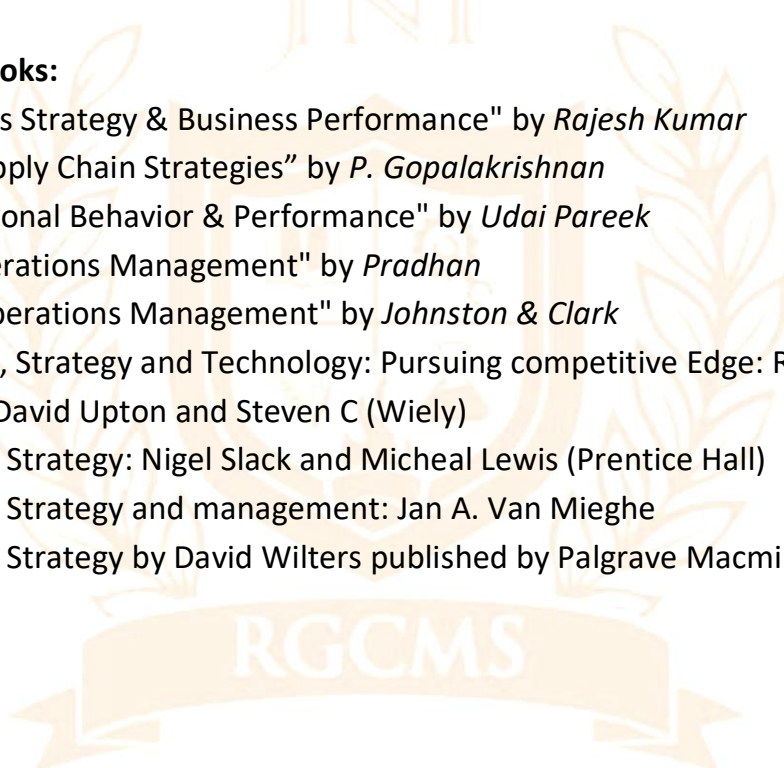 oks:
s Strategy & Business Performance" by Rajesh Kumar
pply Chain Strategies” by P. Gopalakrishnan
ional Behavior & Performance" by Udai Pareek
erations Management" by Pradhan
perations Management" by Johnston & Clark
, Strategy and Technology: Pursuing competitive Edge: R
David Upton and Steven C (Wiely)
Strategy: Nigel Slack and Micheal Lewis (Prentice Hall)
Strategy and management: Jan A. Van Mieghe
Strategy by David Wilters published by Palgrave Macmi
RGCMS